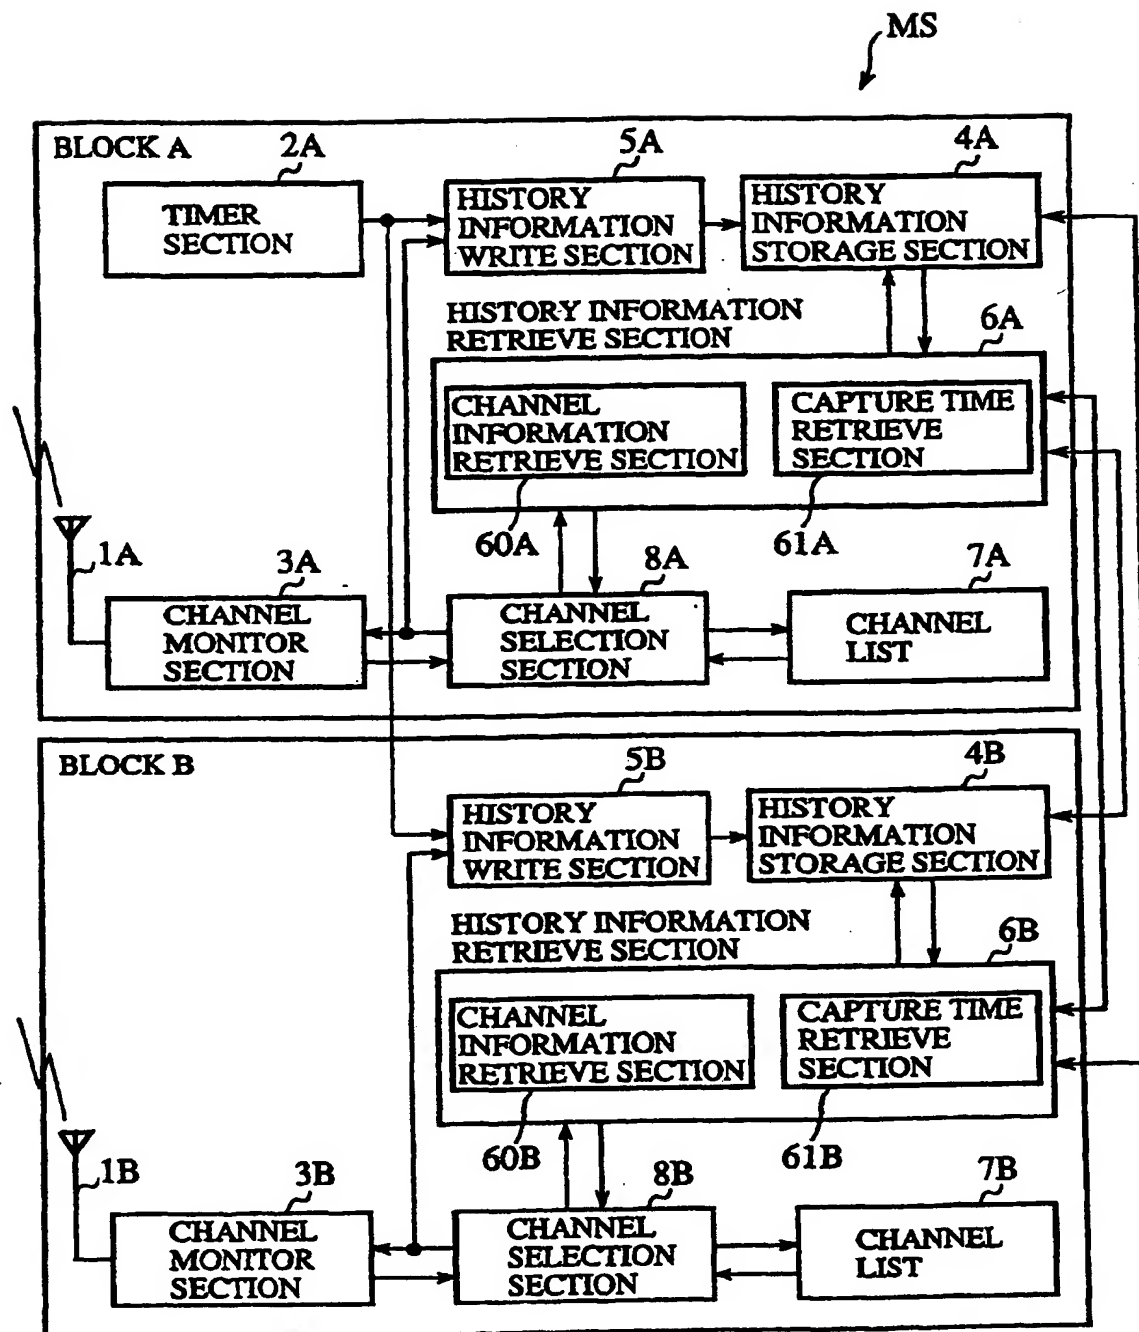 MS
BLOCK A
2A
5A
4A
TIMER
SECTION
HISTORY
INFORMATION
WRITE SECTION
HISTORY
INFORMATION
STORAGE SECTION
HISTORY INFORMATION
RETRIEVE SECTION
6A
CHANNEL
INFORMATION
RETRIEVE SECTION
CAPTURE TIME
RETRIEVE
SECTION
60A
61A
1A
3A
8A
7A
CHANNEL
MONITOR
SECTION
CHANNEL
SELECTION
SECTION
CHANNEL
LIST
BLOCK B
5B
4B
HISTORY
INFORMATION
WRITE SECTION
HISTORY
INFORMATION
STORAGE SECTION
HISTORY INFORMATION
RETRIEVE SECTION
6B
CHANNEL
INFORMATION
RETRIEVE SECTION
CAPTURE TIME
RETRIEVE
SECTION
60B
61B
1B
3B
8B
7B
CHANNEL
MONITOR
SECTION
CHANNEL
SELECTION
SECTION
CHANNEL
LIST